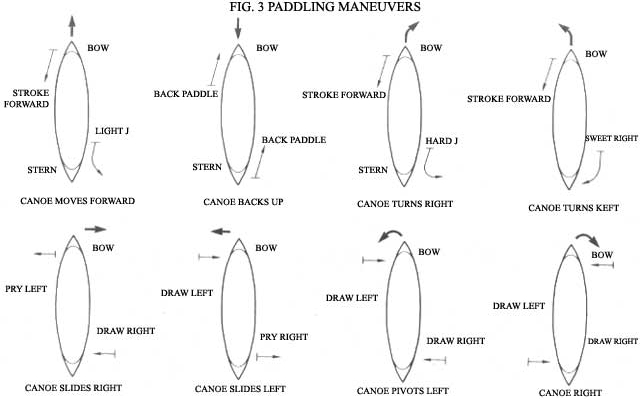 FIG. 3 PADDLING MANEUVERS
BOW
STROKE
FORWARD
LIGHT J
STERN
CANOE MOVES FORWARD
BOW
BACK PADDLE
BACK PADDLE
STERN
CANOE BACKS UP
BOW
STROKE FORWARD
HARD J
STERN
CANOE TURNS RIGHT
BOW
STROKE FORWARD
SWEET RIGHT
CANOE TURNS KEFT
BOW
PRY LEFT
DRAW RIGHT
CANOE SLIDES RIGHT
BOW
DRAW LEFT
PRY RIGHT
CANOE SLIDES LEFT
BOW
DRAW LEFT
DRAW RIGHT
CANOE PIVOTS LEFT
BOW
DRAW LEFT
DRAW RIGHT
CANOE RIGHT